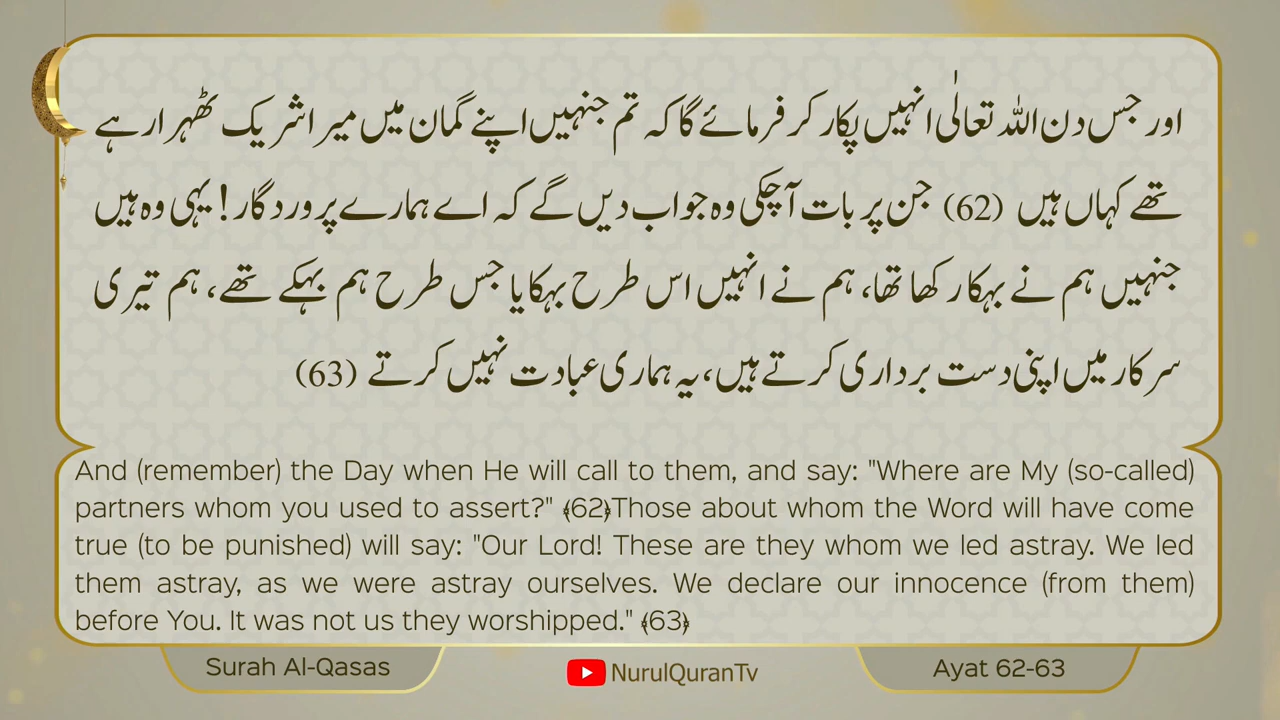 اور جس دن اللہ تعالٰی انہیں پکار کر فرمائے گا کہ تم جنہیں اپنے گمان میں میرا شریک ٹھہرا رہے
تھے کہاں ہیں (62) جن پر بات آچکی وہ جواب دیں گے کہ اے ہمارے پروردگار! یہی وہ ہیں
جنہیں ہم نے بہکا رکھا تھا، ہم نے انہیں اس طرح بہکایا جس طرح ہم بہکے تھے، ہم تیری
سرکار میں اپنی دست برداری کرتے ہیں، یہ ہماری عبادت نہیں کرتے (63)
And (remember) the Day when He will call to them, and say: "Where are My (so-called)
partners whom you used to assert?" ﴾62﴿Those about whom the Word will have come
true (to be punished) will say: "Our Lord! These are they whom we led astray. We led
them astray, as we were astray ourselves. We declare our innocence (from them)
before You. It was not us they worshipped." ﴾63﴿
Surah Al-Qasas
NurulQuranTv
Ayat 62-63